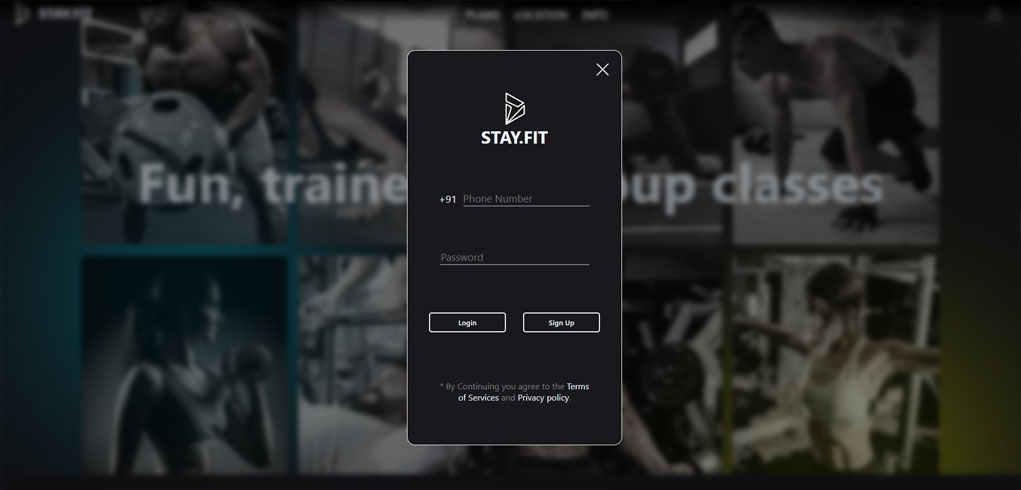 STAY.FIT
PLANS LOCATION INFO
STAY.FIT
Fun, traine
oup classes
+91 Phone Number
Password
Login Sign Up
* By Continuing you agree to the Terms
of Services and Privacy policy.